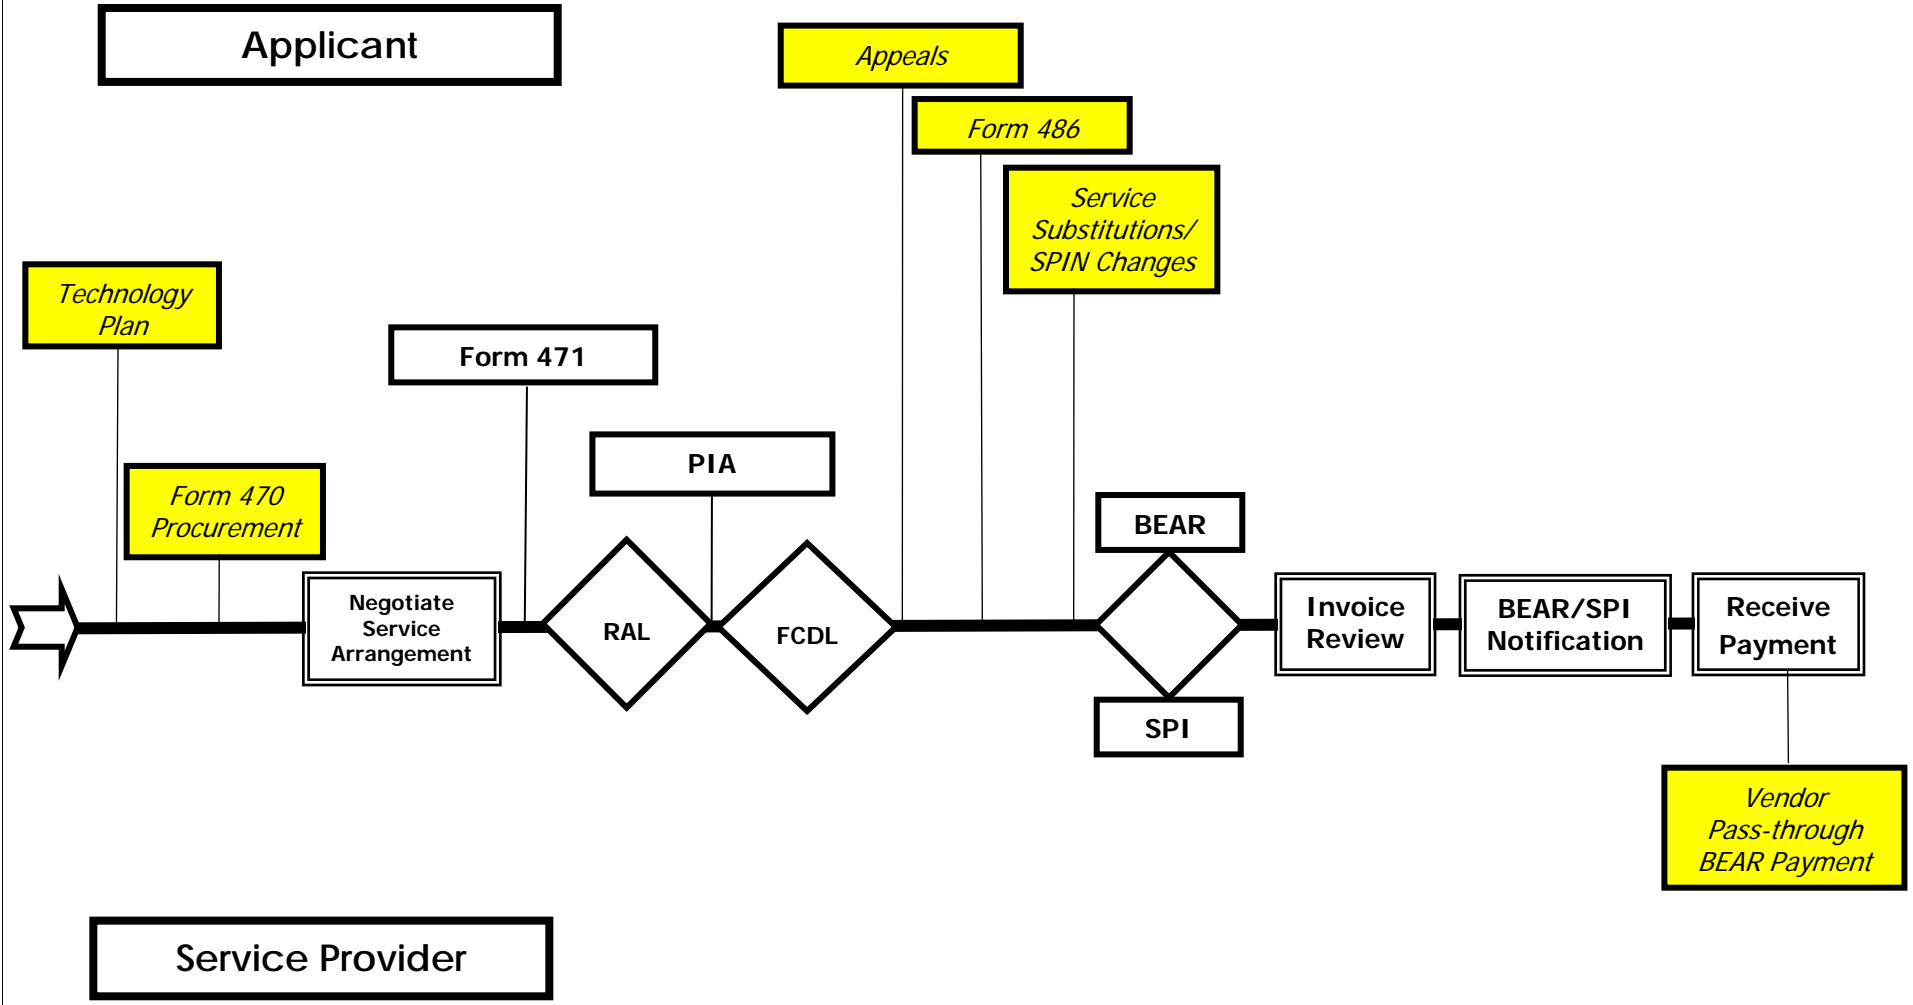 Applicant
Appeals
Form 486
Service
Substitutions/
SPIN Changes
Technology
Plan
Form 471
PIA
Form 470
Procurement
BEAR
Negotiate
Service
Arrangement
RAL
FCDL
Invoice
Review
BEAR/SPI
Notification
Receive
Payment
SPI
Vendor
Pass-through
BEAR Payment
Service Provider